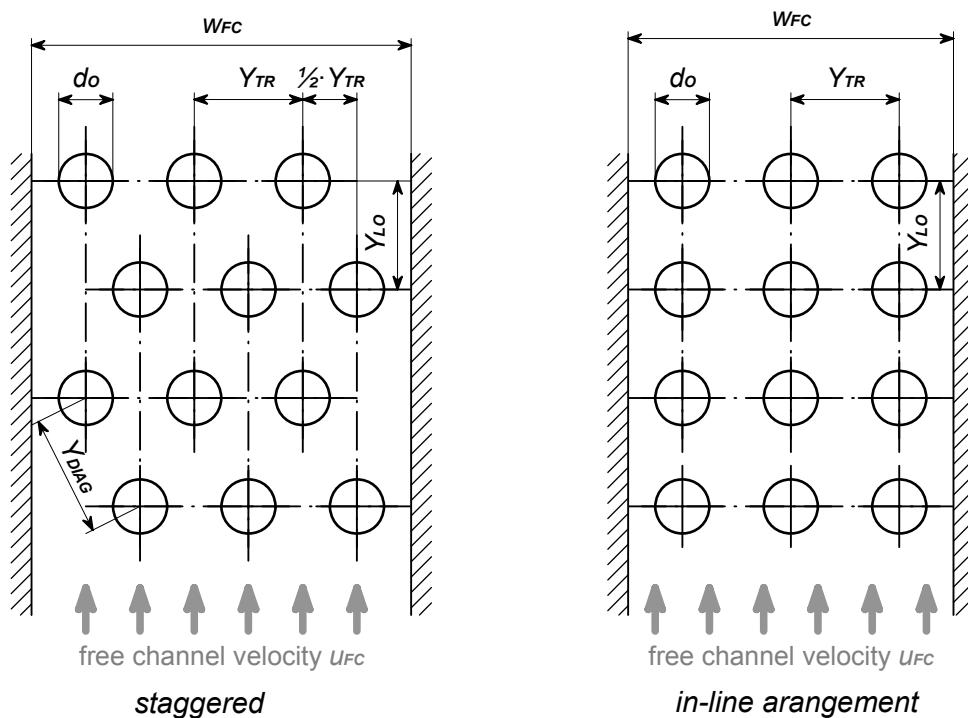 WFC
do YTR ½·YTR
YLO
YDIAG
free channel velocity uFC
staggered
WFC
do YTR
YLO
free channel velocity uFC
in-line arangement